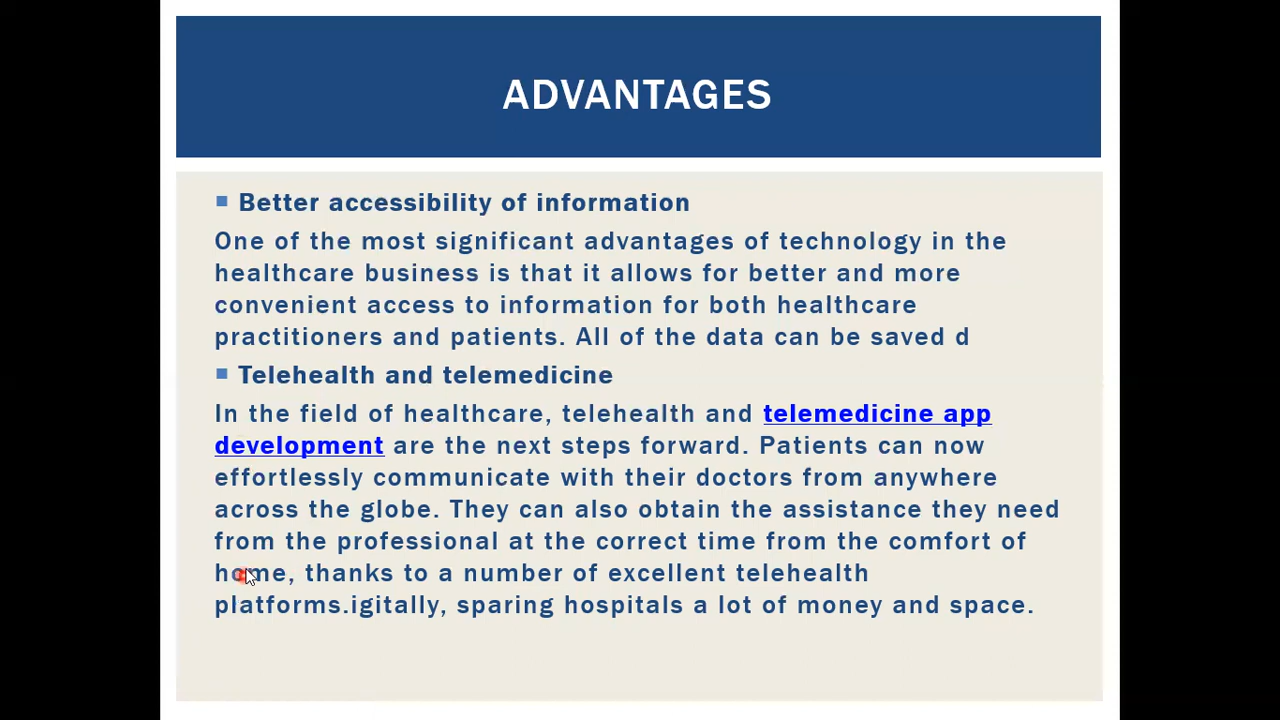 ADVANTAGES
Better accessibility of information
One of the most significant advantages of technology in the
healthcare business is that it allows for better and more
convenient access to information for both healthcare
practitioners and patients. All of the data can be saved d
Telehealth and telemedicine
In the field of healthcare, telehealth and telemedicine app
development are the next steps forward. Patients can now
effortlessly communicate with their doctors from anywhere
across the globe. They can also obtain the assistance they need
from the professional at the correct time from the comfort of
home, thanks to a number of excellent telehealth
platforms.igitally, sparing hospitals a lot of money and space.